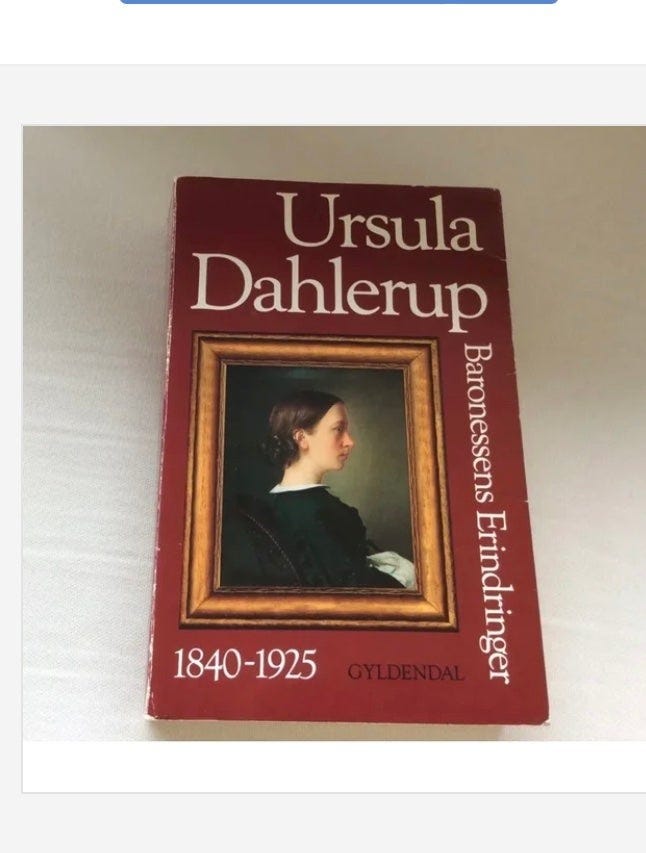 Ursula
Dahlerup
Baronessens Erindringer
1840-1925
GYLDENDAL